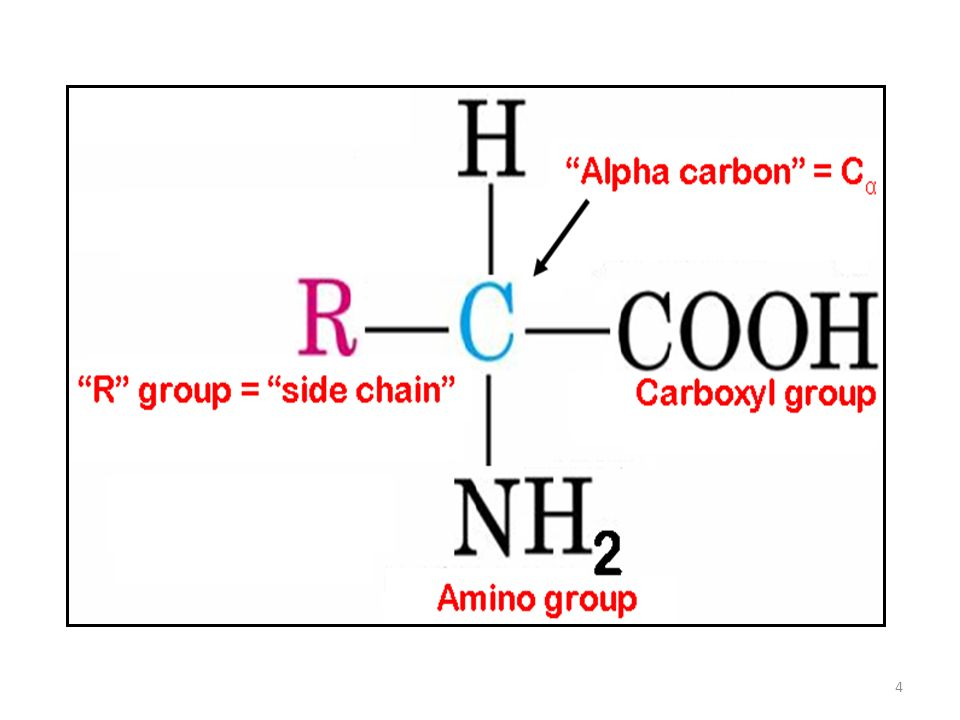 H
“Alpha carbon” = Cα
R C COOH
“R” group = “side chain”
Carboxyl group
NH2
Amino group
4